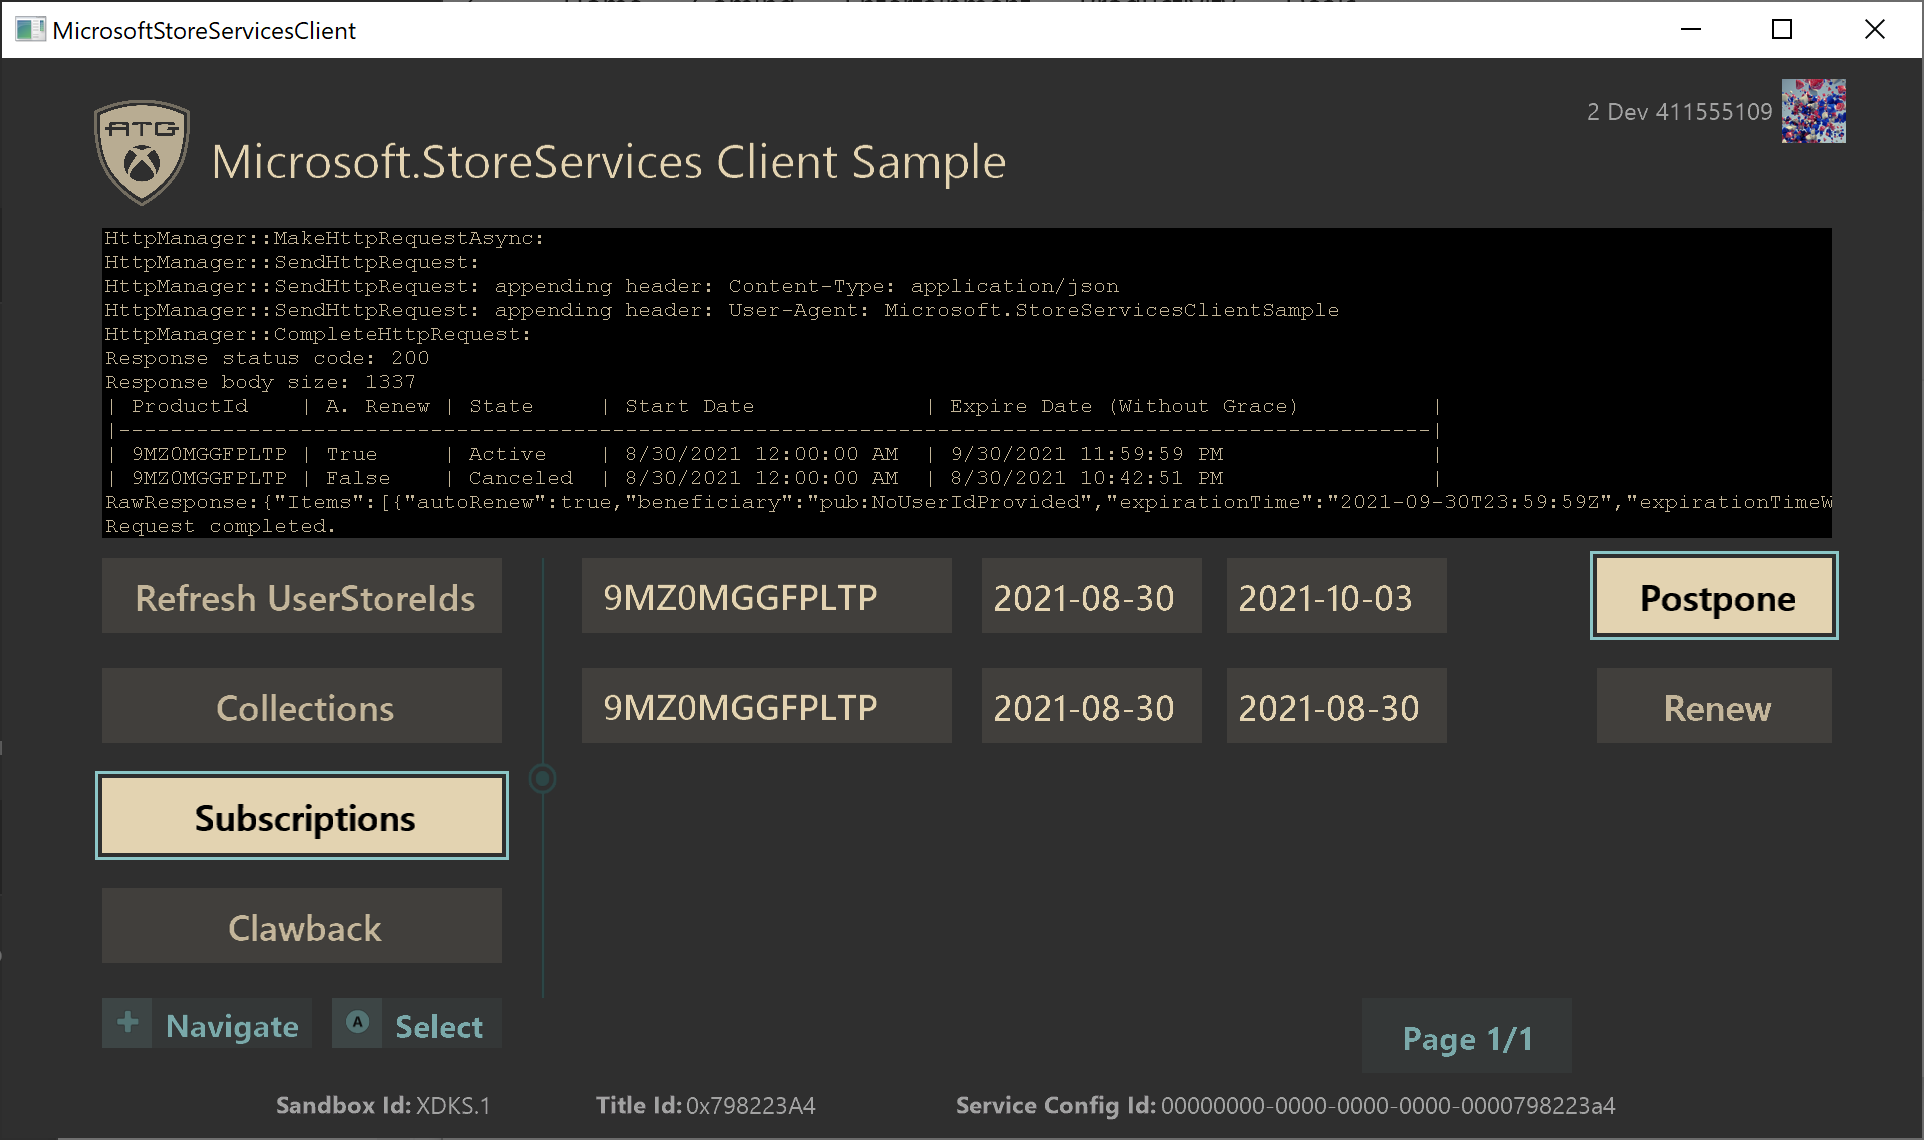 MicrosoftStoreServicesClient
2 Dev 411555109
ATG
Microsoft.StoreServices Client Sample
HttpManager::MakeHttpRequestAsync:
HttpManager::SendHttpRequest:
HttpManager::SendHttpRequest: appending header: Content-Type: application/json
HttpManager::SendHttpRequest: appending header: User-Agent: Microsoft.StoreServicesClientSample
HttpManager::CompleteHttpRequest:
Response status code: 200
Response body size: 1337
| ProductId | A. Renew | State | Start Date | Expire Date (Without Grace) |
|-----------------------------------------------------------------------------------------------------|
| 9MZ0MGGFPLTP | True | Active | 8/30/2021 12:00:00 AM | 9/30/2021 11:59:59 PM |
| 9MZ0MGGFPLTP | False | Canceled | 8/30/2021 12:00:00 AM | 8/30/2021 10:42:51 PM |
RawResponse:{"Items":[{"autoRenew":true,"beneficiary":"pub:NoUserIdProvided","expirationTime":"2021-09-30T23:59:59Z","expirationTimeW
Request completed.
Refresh UserStoreIds
9MZ0MGGFPLTP 2021-08-30 2021-10-03 Postpone
Collections
9MZ0MGGFPLTP 2021-08-30 2021-08-30 Renew
Subscriptions
Clawback
Navigate
A Select
Page 1/1
Sandbox Id: XDKS.1 Title Id: 0x798223A4 Service Config Id: 00000000-0000-0000-0000-0000798223a4